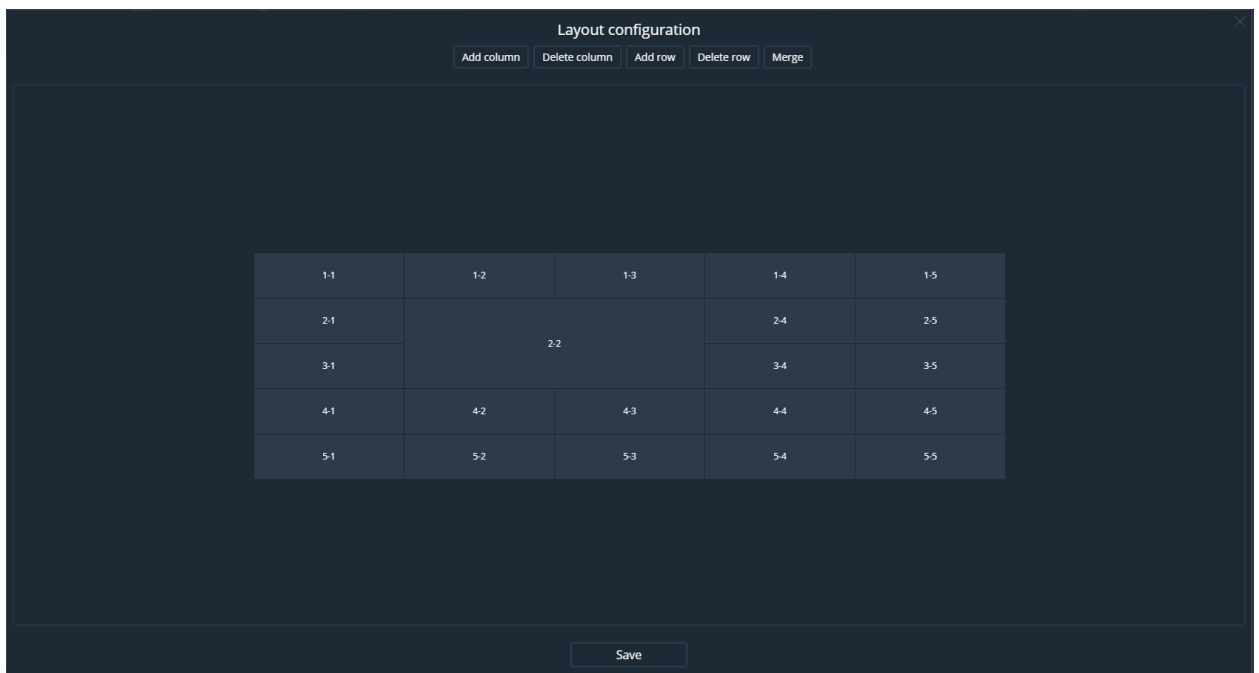 Layout configuration
Add column Delete column Add row Delete row Merge
1-1 1-2 1-3 1-4 1-5
2-1 2-4 2-5
2-2
3-1 3-4 3-5
4-1 4-2 4-3 4-4 4-5
5-1 5-2 5-3 5-4 5-5
Save